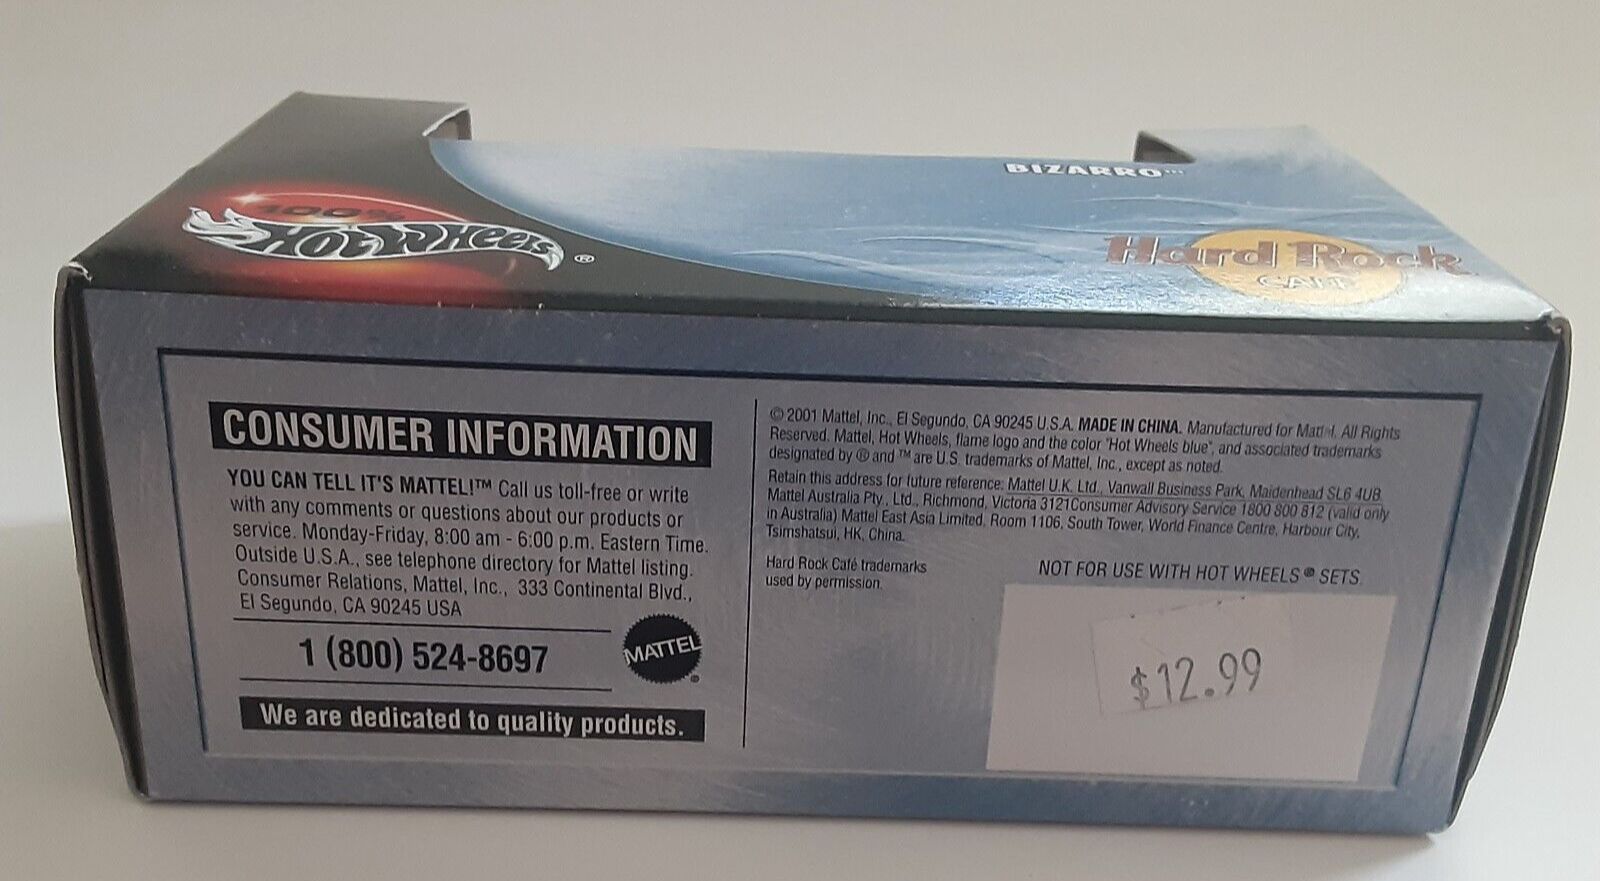 BIZARRO™
100%
Hot Wheels®
Hard Rock
CAFE
CONSUMER INFORMATION
YOU CAN TELL IT'S MATTEL!™ Call us toll-free or write
with any comments or questions about our products or
service. Monday-Friday, 8:00 am - 6:00 p.m. Eastern Time.
Outside U.S.A., see telephone directory for Mattel listing.
Consumer Relations, Mattel, Inc., 333 Continental Blvd.,
El Segundo, CA 90245 USA
1 (800) 524-8697
MATTEL®
We are dedicated to quality products.
© 2001 Mattel, Inc., El Segundo, CA 90245 U.S.A. MADE IN CHINA. Manufactured for Mattel. All Rights
Reserved. Mattel, Hot Wheels, flame logo and the color "Hot Wheels blue", and associated trademarks
designated by ® and ™ are U.S. trademarks of Mattel, Inc., except as noted.
Retain this address for future reference: Mattel U.K. Ltd., Vanwall Business Park, Maidenhead SL6 4UB.
Mattel Australia Pty., Ltd., Richmond, Victoria 3121Consumer Advisory Service 1800 800 812 (valid only
in Australia) Mattel East Asia Limited, Room 1106, South Tower, World Finance Centre, Harbour City,
Tsimshatsui, HK, China.
Hard Rock Café trademarks
used by permission.
NOT FOR USE WITH HOT WHEELS® SETS.
$12.99